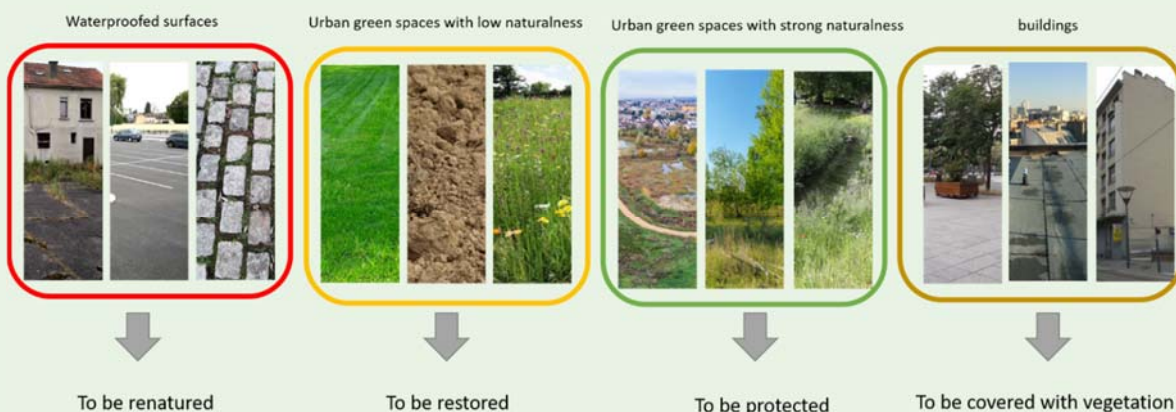 Waterproofed surfaces
Urban green spaces with low naturalness
Urban green spaces with strong naturalness
buildings
To be renatured
To be restored
To be protected
To be covered with vegetation